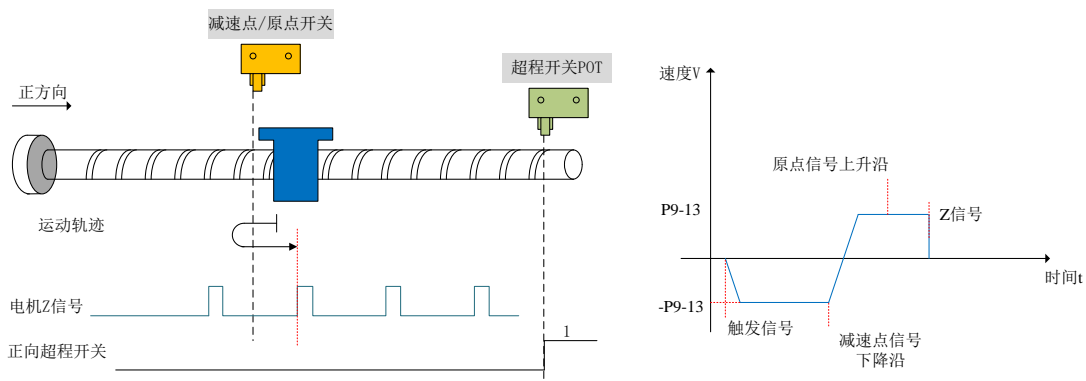 减速点/原点开关
超程开关POT
正方向
运动轨迹
电机Z信号
正向超程开关
1
速度V
原点信号上升沿
P9-13
Z信号
时间t
-P9-13
触发信号
减速点信号
下降沿